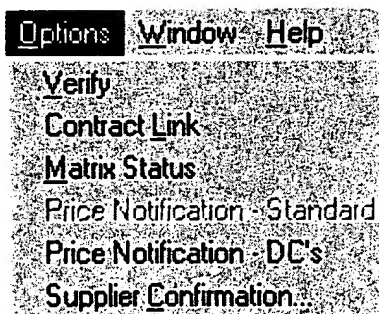 Options Window Help
Verify
Contract Link
Matrix Status
Price Notification - Standard
Price Notification - DC's
Supplier Confirmation...